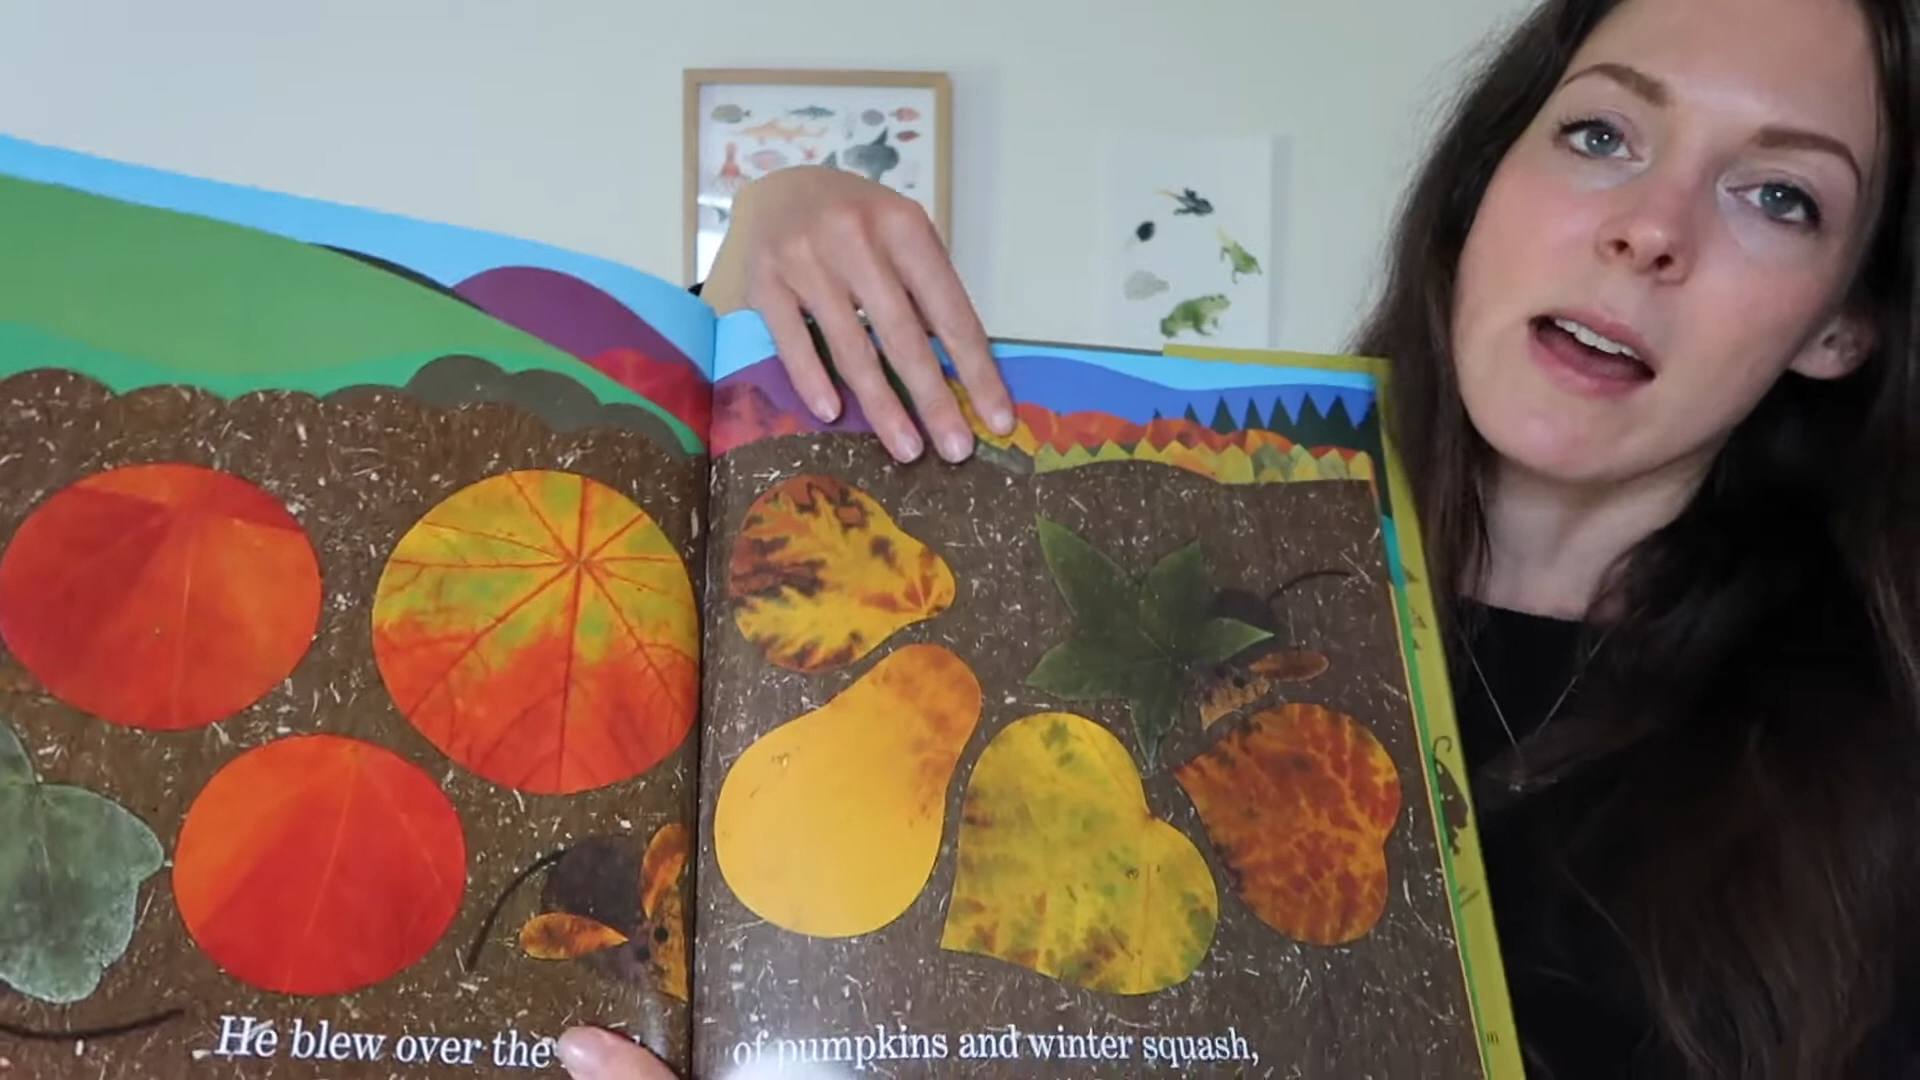 He blew over the of pumpkins and winter squash,